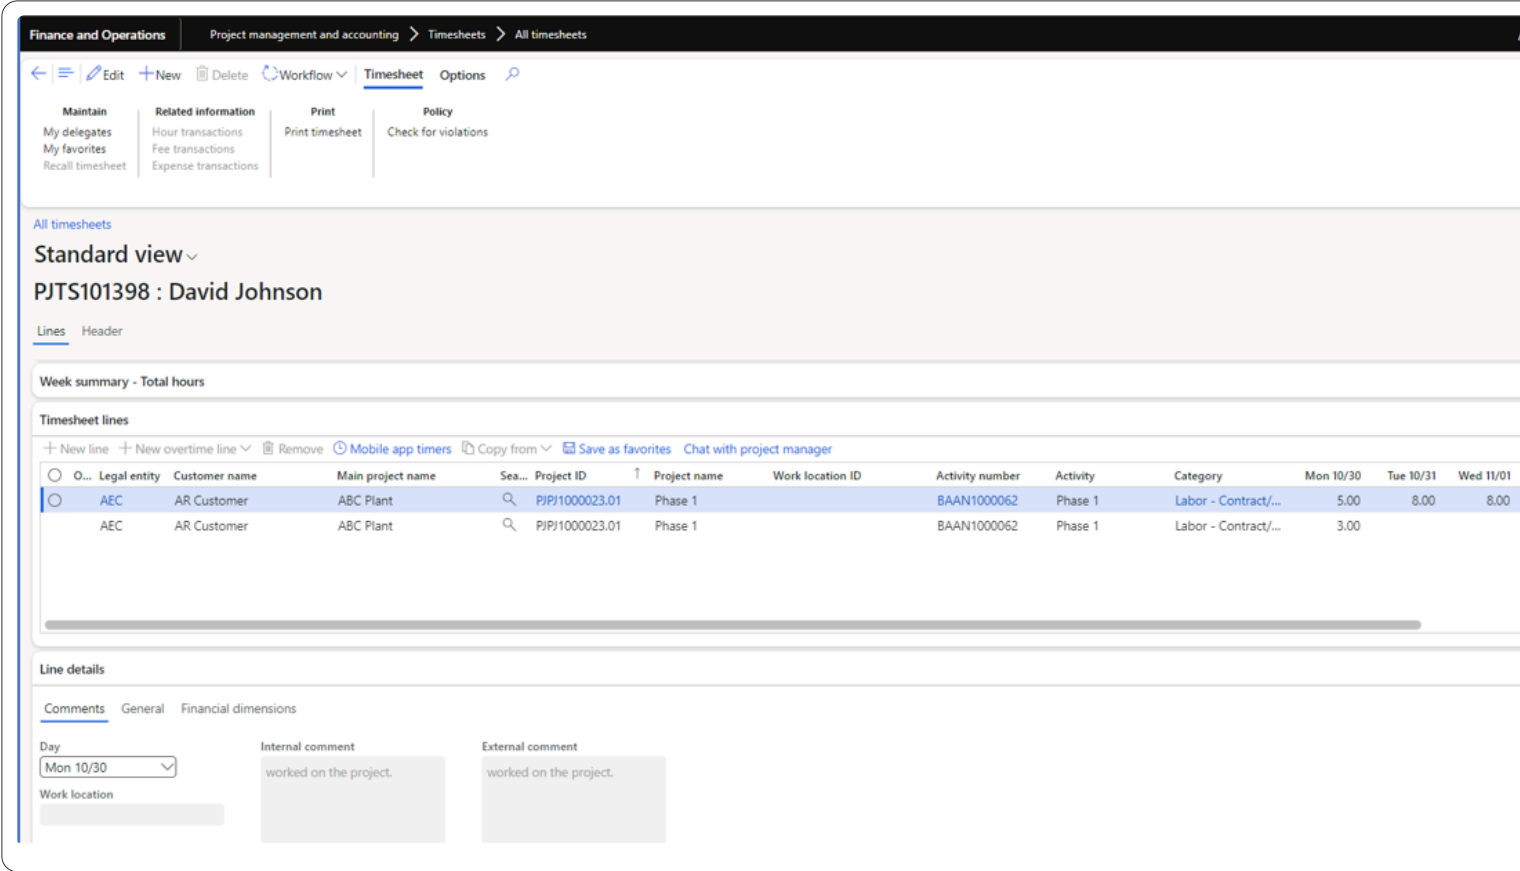 Finance and Operations Project management and accounting > Timesheets > All timesheets
Edit New Delete Workflow Timesheet Options
Maintain Related information Print Policy
My delegates Hour transactions Print timesheet Check for violations
My favorites Fee transactions
Recall timesheet Expense transactions
All timesheets
Standard view
PJTS101398 : David Johnson
Lines Header
Week summary - Total hours
Timesheet lines
New line New overtime line Remove Mobile app timers Copy from Save as favorites Chat with project manager
O... Legal entity Customer name Main project name Sea... Project ID Project name Work location ID Activity number Activity Category Mon 10/30 Tue 10/31 Wed 11/01
AEC AR Customer ABC Plant PJPJ1000023.01 Phase 1 BAAN1000062 Phase 1 Labor - Contract/... 5.00 8.00 8.00
AEC AR Customer ABC Plant PJPJ1000023.01 Phase 1 BAAN1000062 Phase 1 Labor - Contract/... 3.00
Line details
Comments General Financial dimensions
Day Internal comment External comment
Mon 10/30 worked on the project. worked on the project.
Work location